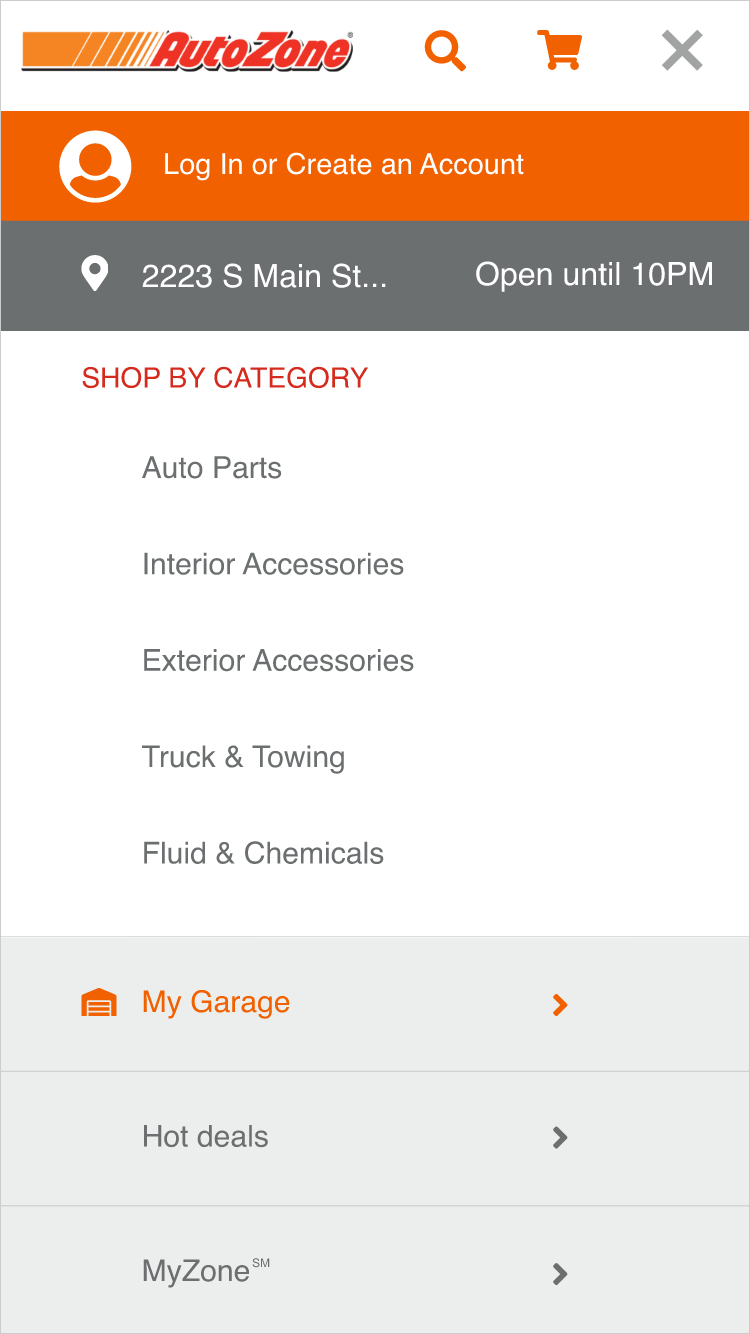 AutoZone®
Log In or Create an Account
2223 S Main St... Open until 10PM
SHOP BY CATEGORY
Auto Parts
Interior Accessories
Exterior Accessories
Truck & Towing
Fluid & Chemicals
My Garage
Hot deals
MyZone℠